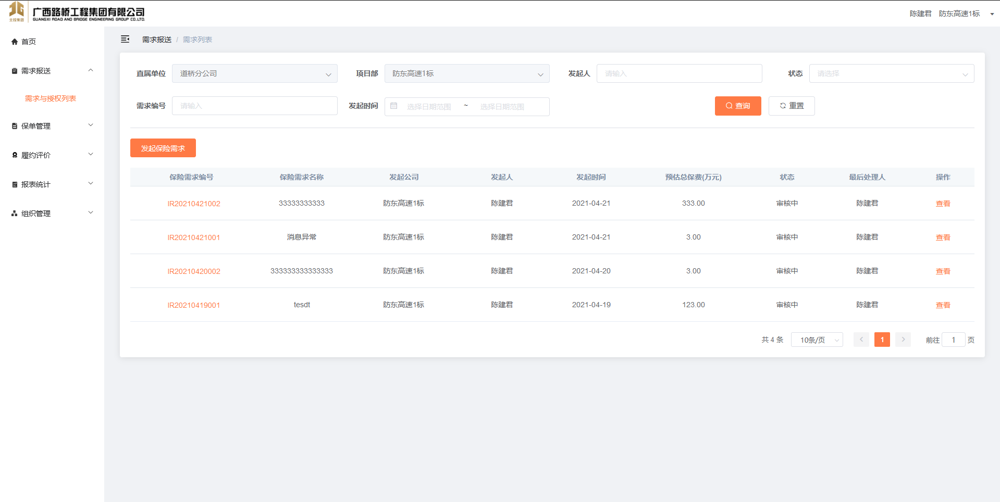 广西路桥工程集团有限公司
GUANGXI ROAD AND BRIDGE ENGINEERING GROUP CO.,LTD.
北投集团
陈建君 防东高速1标
首页
需求报送
需求与授权列表
保单管理
履约评价
报表统计
组织管理
需求报送 / 需求列表
直属单位 道桥分公司 项目部 防东高速1标 发起人 请输入 状态 请选择
需求编号 请输入 发起时间 选择日期范围 ~ 选择日期范围 查询 重置
发起保险需求
保险需求编号 保险需求名称 发起公司 发起人 发起时间 预估总保费(万元) 状态 最后处理人 操作
IR20210421002 33333333333 防东高速1标 陈建君 2021-04-21 333.00 审核中 陈建君 查看
IR20210421001 消息异常 防东高速1标 陈建君 2021-04-21 3.00 审核中 陈建君 查看
IR20210420002 333333333333333 防东高速1标 陈建君 2021-04-20 3.00 审核中 陈建君 查看
IR20210419001 tesdt 防东高速1标 陈建君 2021-04-19 123.00 审核中 陈建君 查看
共 4 条 10条/页 1 前往 1 页